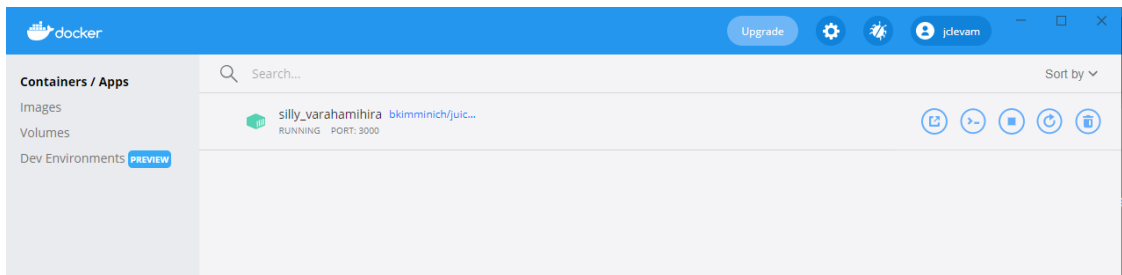 docker
Upgrade
jclevam
Containers / Apps
Images
Volumes
Dev Environments PREVIEW
Search...
Sort by
silly_varahamihira bkimminich/juic...
RUNNING PORT: 3000